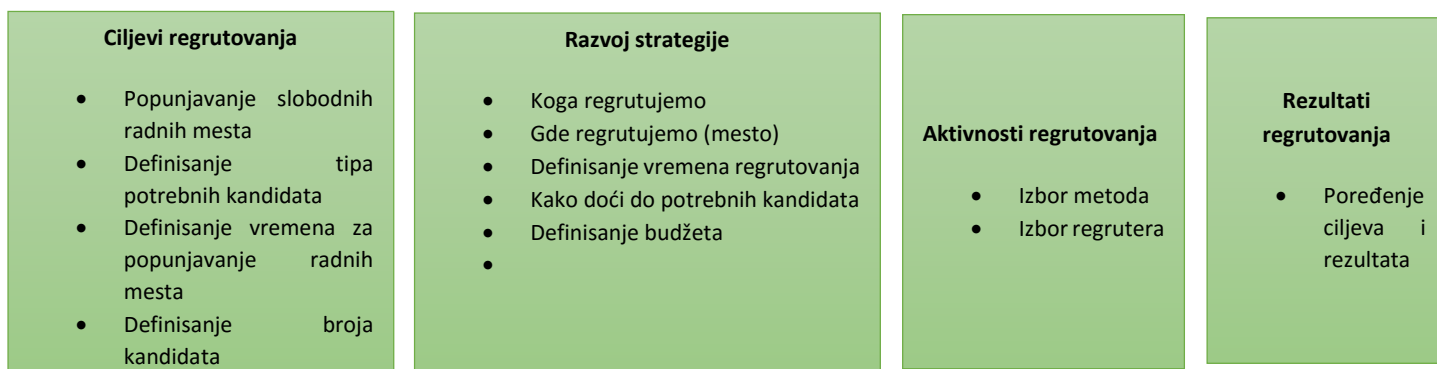 Ciljevi regrutovanja
• Popunjavanje slobodnih
radnih mesta
• Definisanje tipa
potrebnih kandidata
• Definisanje vremena za
popunjavanje radnih
mesta
• Definisanje broja
kandidata
Razvoj strategije
• Koga regrutujemo
• Gde regrutujemo (mesto)
• Definisanje vremena regrutovanja
• Kako doći do potrebnih kandidata
• Definisanje budžeta
•
Aktivnosti regrutovanja
• Izbor metoda
• Izbor regrutera
Rezultati
regrutovanja
• Poređenje
ciljeva i
rezultata